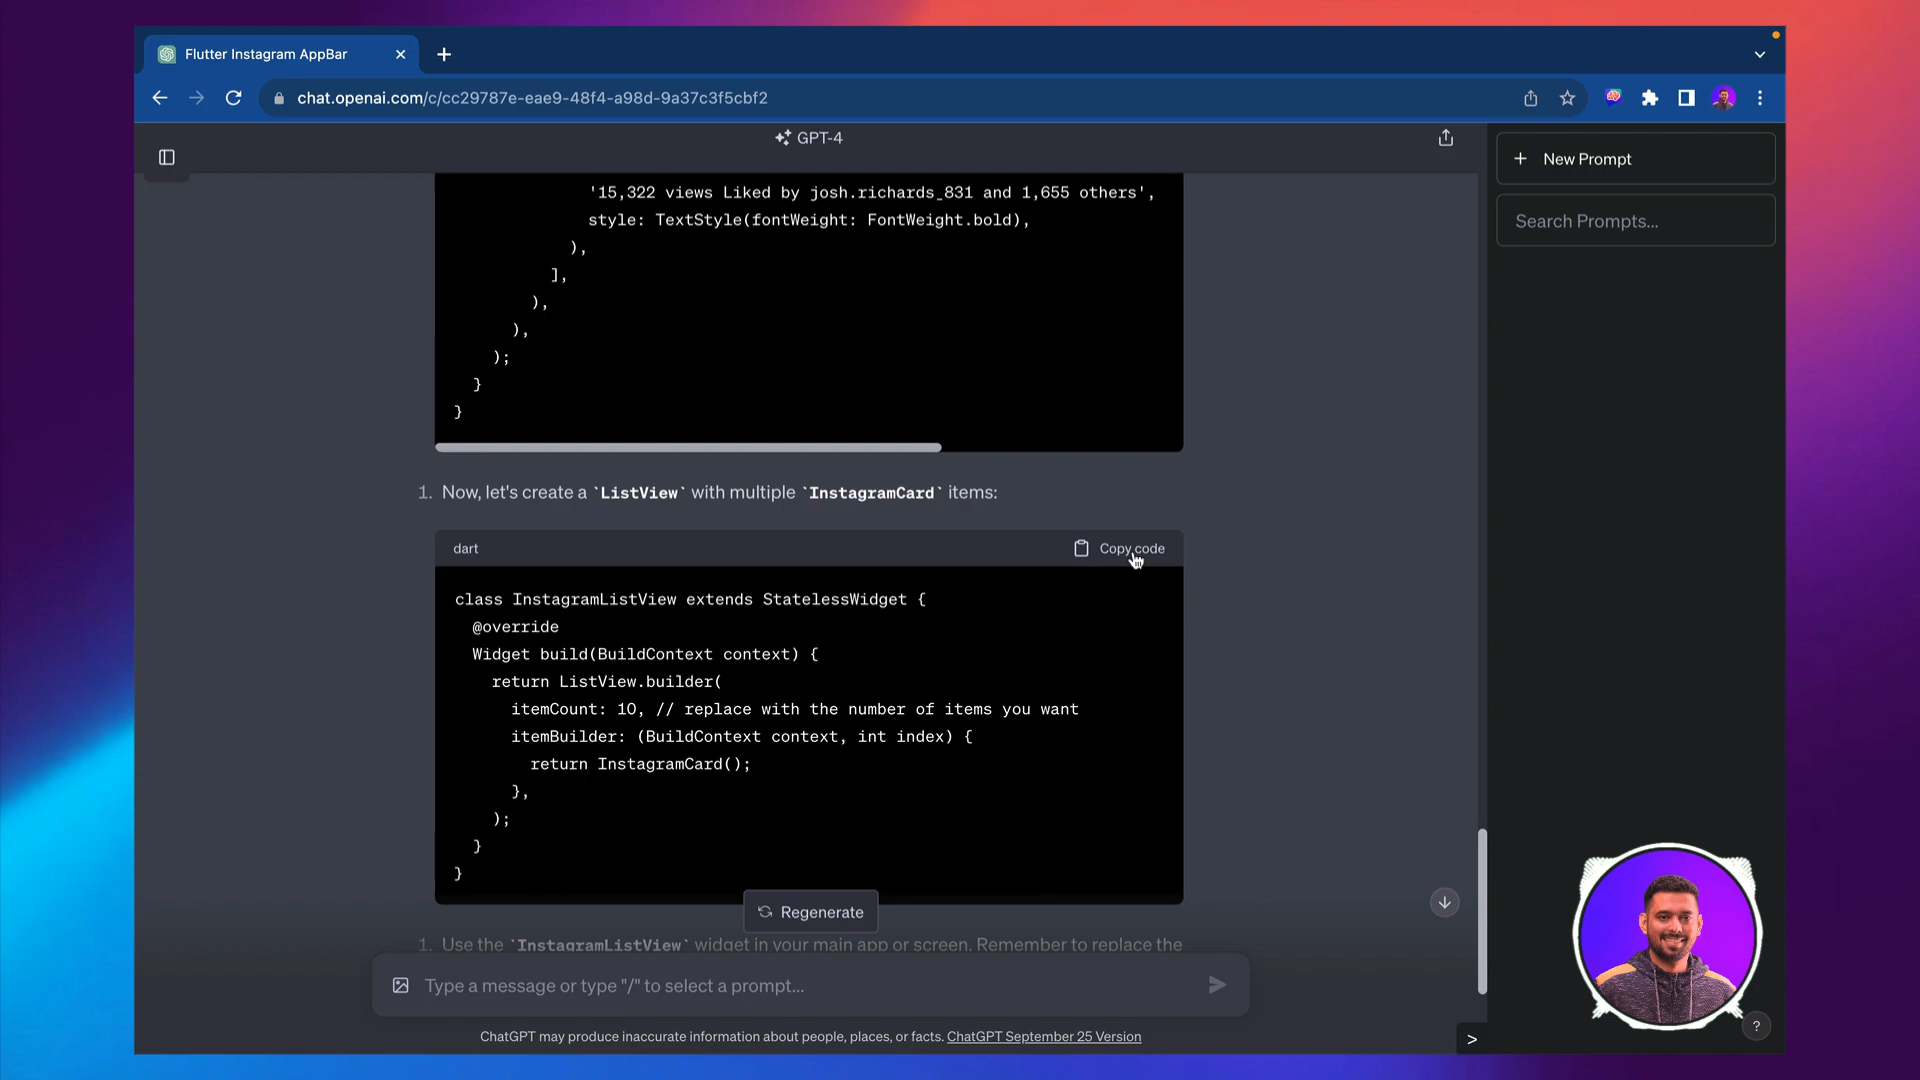 Flutter Instagram AppBar
chat.openai.com/c/cc29787e-eae9-48f4-a98d-9a37c3f5cbf2
GPT-4
+ New Prompt
Search Prompts...
'15,322 views Liked by josh.richards_831 and 1,655 others',
style: TextStyle(fontWeight: FontWeight.bold),
),
],
),
),
);
}
}
1. Now, let's create a `ListView` with multiple `InstagramCard` items:
dart
Copy code
class InstagramListView extends StatelessWidget {
@override
Widget build(BuildContext context) {
return ListView.builder(
itemCount: 10, // replace with the number of items you want
itemBuilder: (BuildContext context, int index) {
return InstagramCard();
},
);
}
}
Regenerate
1. Use the `InstagramListView` widget in your main app or screen. Remember to replace the
Type a message or type "/" to select a prompt...
ChatGPT may produce inaccurate information about people, places, or facts. ChatGPT September 25 Version
>
?